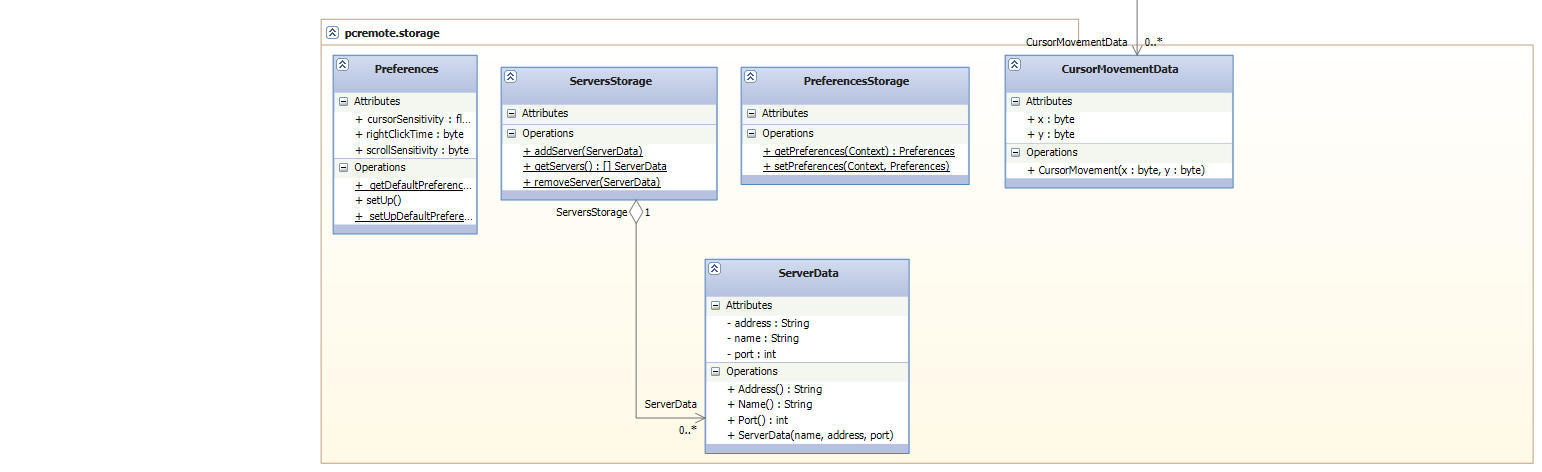 pcremote.storage
CursorMovementData 0..*
Preferences
Attributes
+ cursorSensitivity : fl...
+ rightClickTime : byte
+ scrollSensitivity : byte
Operations
+ getDefaultPreferenc...
+ setUp()
+ setUpDefaultPrefere...
ServersStorage
Attributes
Operations
+ addServer(ServerData)
+ getServers() : [] ServerData
+ removeServer(ServerData)
PreferencesStorage
Attributes
Operations
+ getPreferences(Context) : Preferences
+ setPreferences(Context, Preferences)
CursorMovementData
Attributes
+ x : byte
+ y : byte
Operations
+ CursorMovement(x : byte, y : byte)
ServersStorage 1
ServerData
Attributes
- address : String
- name : String
- port : int
Operations
+ Address() : String
+ Name() : String
+ Port() : int
+ ServerData(name, address, port)
ServerData
0..*